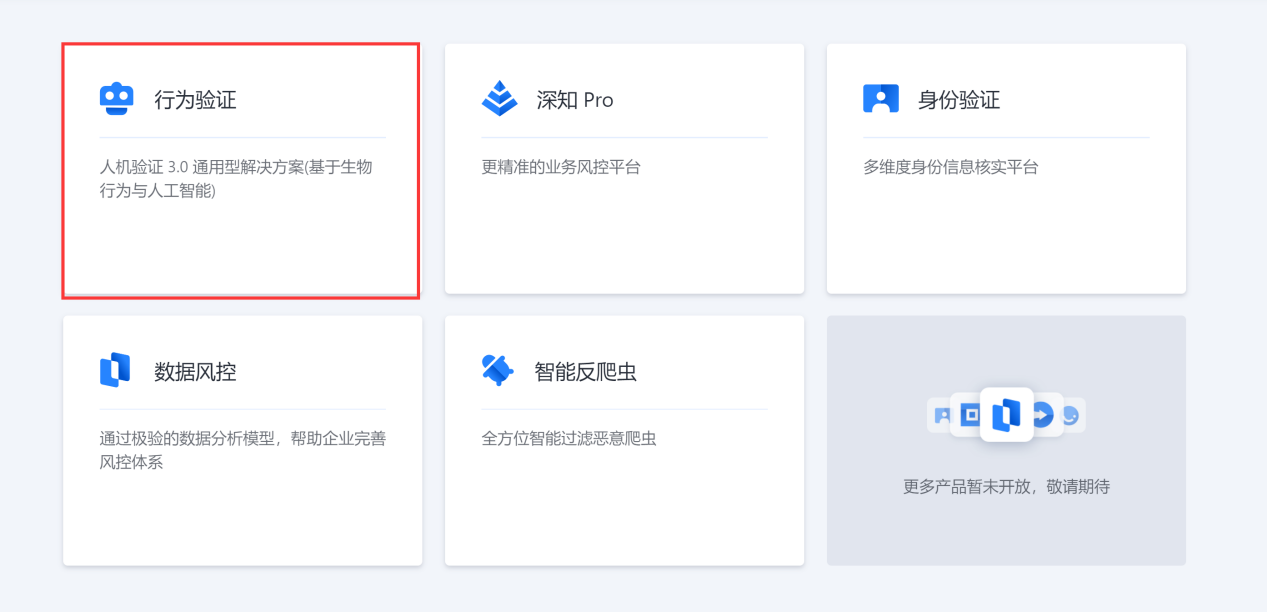 行为验证
人机验证 3.0 通用型解决方案(基于生物
行为与人工智能)
深知 Pro
更精准的业务风控平台
身份验证
多维度身份信息核实平台
数据风控
通过极验的数据分析模型，帮助企业完善
风控体系
智能反爬虫
全方位智能过滤恶意爬虫
更多产品暂未开放，敬请期待